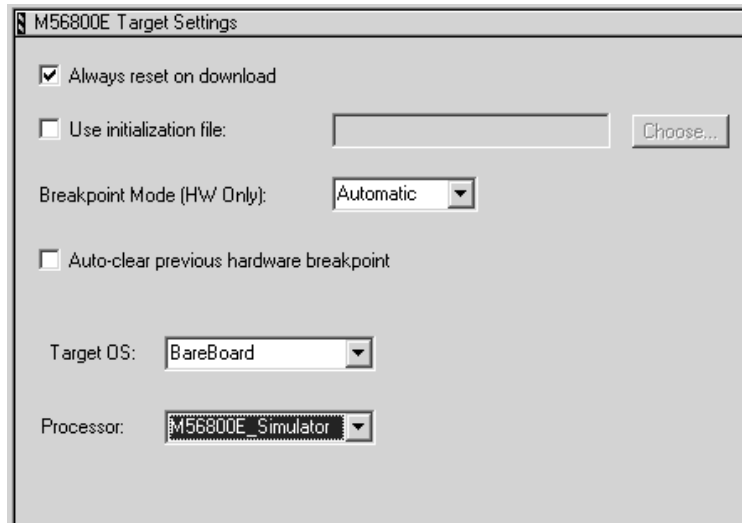 M56800E Target Settings
Always reset on download
Use initialization file: Choose...
Breakpoint Mode (HW Only): Automatic
Auto-clear previous hardware breakpoint
Target OS: BareBoard
Processor: M56800E_Simulator